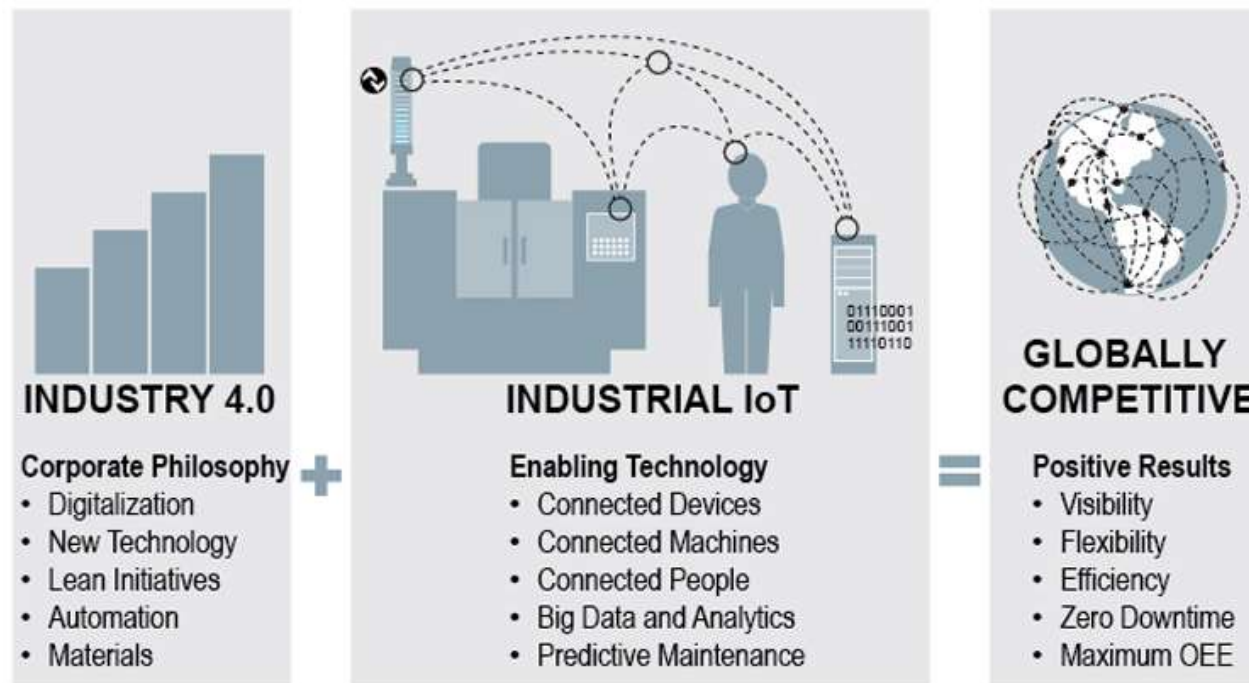 01110001
00111001
11110110
INDUSTRY 4.0
Corporate Philosophy
• Digitalization
• New Technology
• Lean Initiatives
• Automation
• Materials
+
INDUSTRIAL IoT
Enabling Technology
• Connected Devices
• Connected Machines
• Connected People
• Big Data and Analytics
• Predictive Maintenance
=
GLOBALLY
COMPETITIVE
Positive Results
• Visibility
• Flexibility
• Efficiency
• Zero Downtime
• Maximum OEE